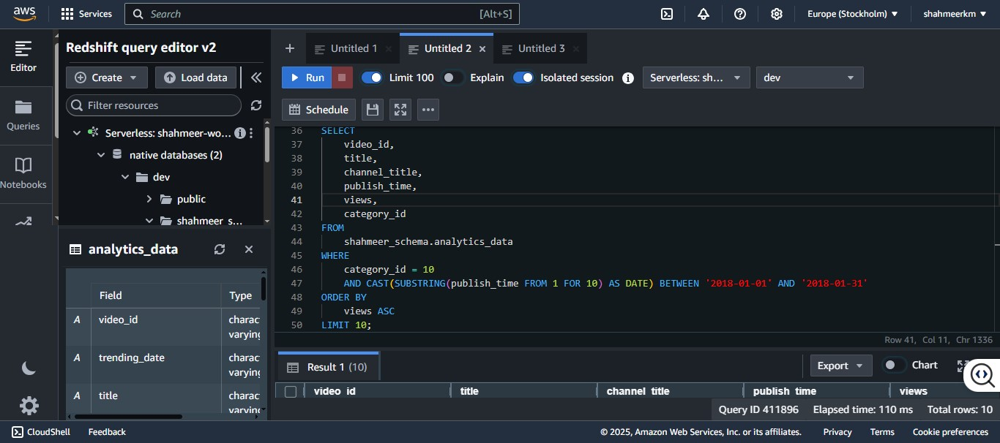 aws
Services
Search [Alt+S]
Europe (Stockholm)
shahmeerkm
Editor
Queries
Notebooks
Redshift query editor v2
Create
Load data
Filter resources
Serverless: shahmeer-wo...
native databases (2)
dev
public
shahmeer_s...
analytics_data
Field Type
A video_id charac
varying
A trending_date charac
varying
A title charac
varying
Untitled 1
Untitled 2
Untitled 3
Run
Limit 100
Explain
Isolated session
Serverless: sh...
dev
Schedule
36 SELECT
37 video_id,
38 title,
39 channel_title,
40 publish_time,
41 views,
42 category_id
43 FROM
44 shahmeer_schema.analytics_data
45 WHERE
46 category_id = 10
47 AND CAST(SUBSTRING(publish_time FROM 1 FOR 10) AS DATE) BETWEEN '2018-01-01' AND '2018-01-31'
48 ORDER BY
49 views ASC
50 LIMIT 10;
Row 41, Col 11, Chr 1336
Result 1 (10)
Export
Chart
video_id title channel_title publish_time views
Query ID 411896 Elapsed time: 110 ms Total rows: 10
CloudShell
Feedback
© 2025, Amazon Web Services, Inc. or its affiliates.
Privacy
Terms
Cookie preferences